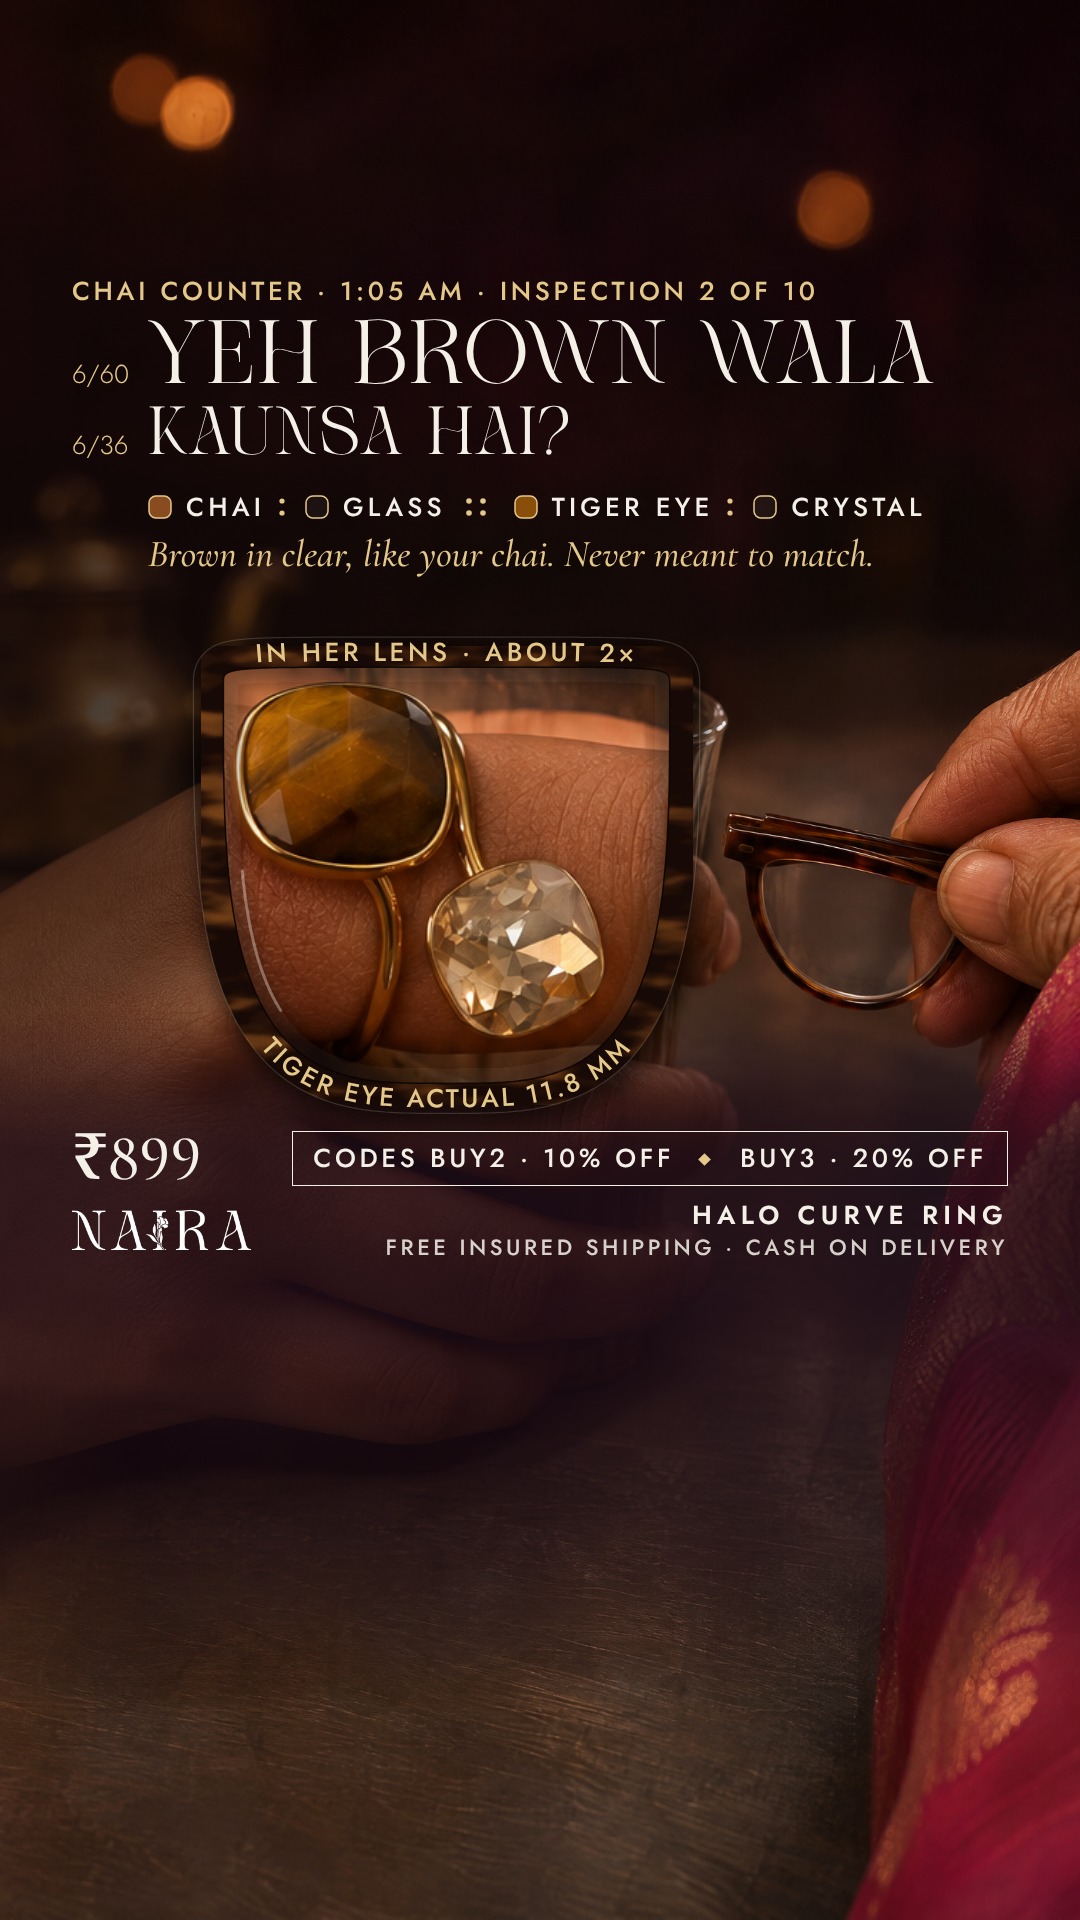 CHAI COUNTER · 1:05 AM · INSPECTION 2 OF 10
6/60 YEH BROWN WALA
6/36 KAUNSA HAI?
CHAI : GLASS :: TIGER EYE : CRYSTAL
Brown in clear, like your chai. Never meant to match.
IN HER LENS · ABOUT 2×
TIGER EYE ACTUAL 11.8 MM
₹899
CODES BUY2 · 10% OFF ◆ BUY3 · 20% OFF
NAIRA
HALO CURVE RING
FREE INSURED SHIPPING · CASH ON DELIVERY